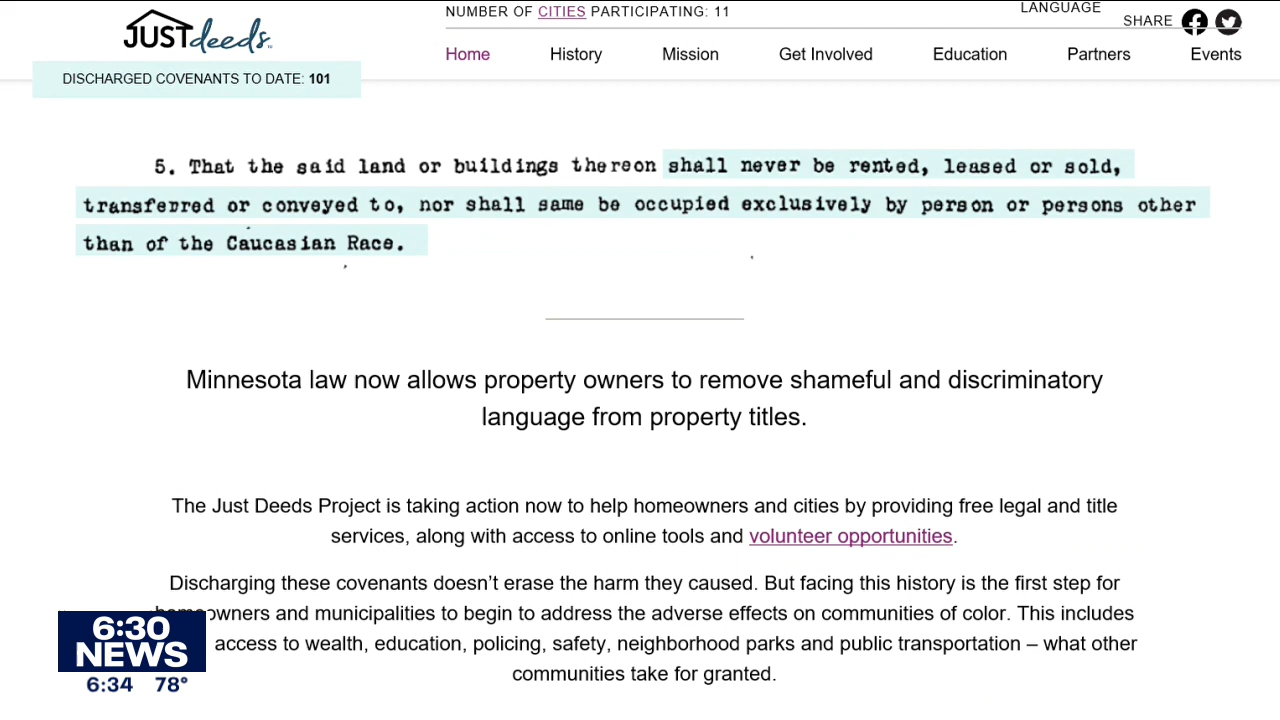 JUSTdeeds
NUMBER OF CITIES PARTICIPATING: 11
LANGUAGE
SHARE
Home History Mission Get Involved Education Partners Events
DISCHARGED COVENANTS TO DATE: 101
5. That the said land or buildings thereon shall never be rented, leased or sold,
transferred or conveyed to, nor shall same be occupied exclusively by person or persons other
than of the Caucasian Race.
Minnesota law now allows property owners to remove shameful and discriminatory
language from property titles.
The Just Deeds Project is taking action now to help homeowners and cities by providing free legal and title
services, along with access to online tools and volunteer opportunities.
Discharging these covenants doesn't erase the harm they caused. But facing this history is the first step for
homeowners and municipalities to begin to address the adverse effects on communities of color. This includes
access to wealth, education, policing, safety, neighborhood parks and public transportation – what other
communities take for granted.
6:30
NEWS
6:34 78°